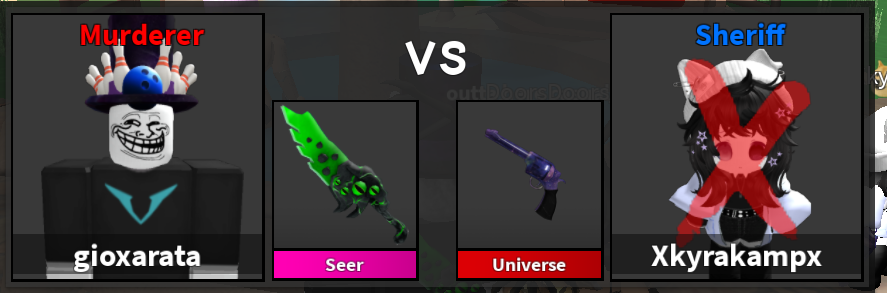 Murderer
VS
Sheriff
Seer
Universe
gioxarata
Xkyrakampx